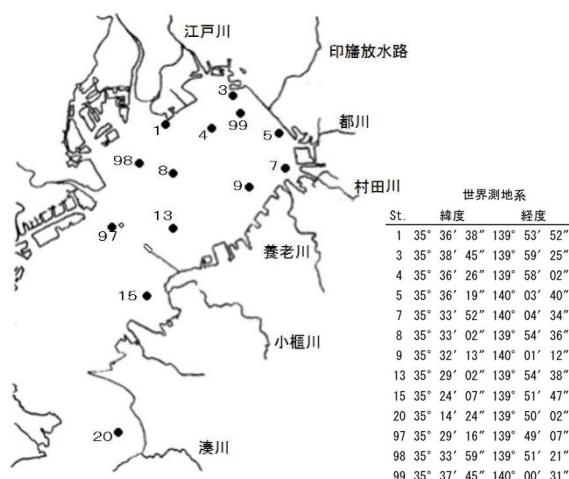 江戸川
印旛放水路
都川
村田川
養老川
小櫃川
湊川
3
99
1
4
5
98
8
7
9
97
13
15
20
世界測地系
St. 緯度 経度
1 35° 36′ 38″ 139° 53′ 52″
3 35° 38′ 45″ 139° 59′ 25″
4 35° 36′ 26″ 139° 58′ 02″
5 35° 36′ 19″ 140° 03′ 40″
7 35° 33′ 52″ 140° 04′ 34″
8 35° 33′ 02″ 139° 54′ 36″
9 35° 32′ 13″ 140° 01′ 12″
13 35° 29′ 02″ 139° 54′ 38″
15 35° 24′ 07″ 139° 51′ 47″
20 35° 14′ 24″ 139° 50′ 02″
97 35° 29′ 16″ 139° 49′ 07″
98 35° 33′ 59″ 139° 51′ 21″
99 35° 37′ 45″ 140° 00′ 31″